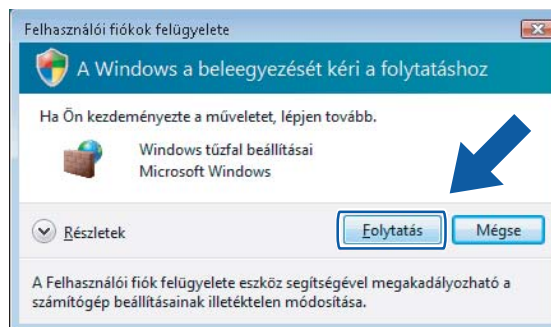 Felhasználói fiókok felügyelete
A Windows a beleegyezését kéri a folytatáshoz
Ha Ön kezdeményezte a műveletet, lépjen tovább.
Windows tűzfal beállításai
Microsoft Windows
Részletek
Folytatás
Mégse
A Felhasználói fiók felügyelete eszköz segítségével megakadályozható a
számítógép beállításainak illetéktelen módosítása.